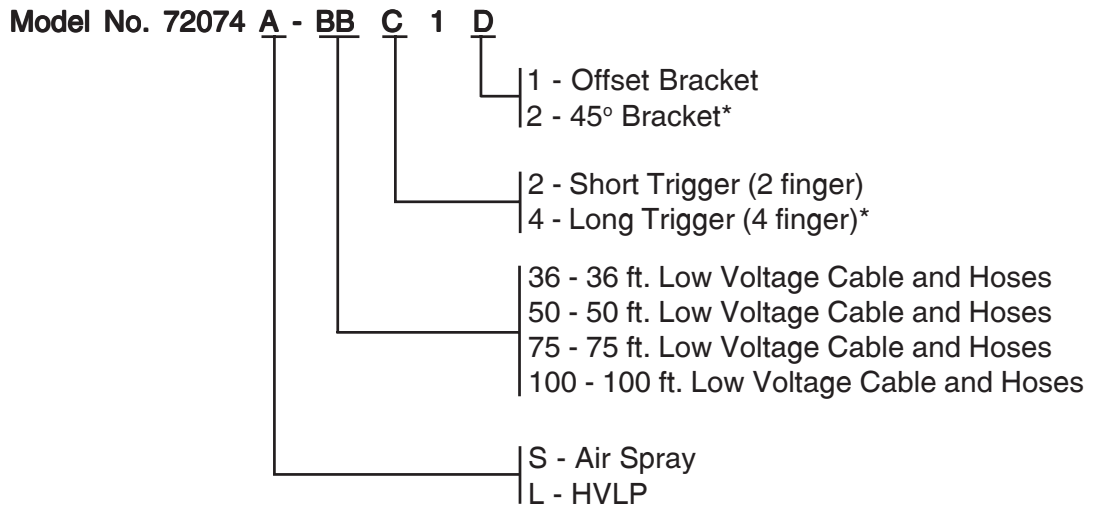 Model No. 72074 A - BB C 1 D
1 - Offset Bracket
2 - 45º Bracket*
2 - Short Trigger (2 finger)
4 - Long Trigger (4 finger)*
36 - 36 ft. Low Voltage Cable and Hoses
50 - 50 ft. Low Voltage Cable and Hoses
75 - 75 ft. Low Voltage Cable and Hoses
100 - 100 ft. Low Voltage Cable and Hoses
S - Air Spray
L - HVLP